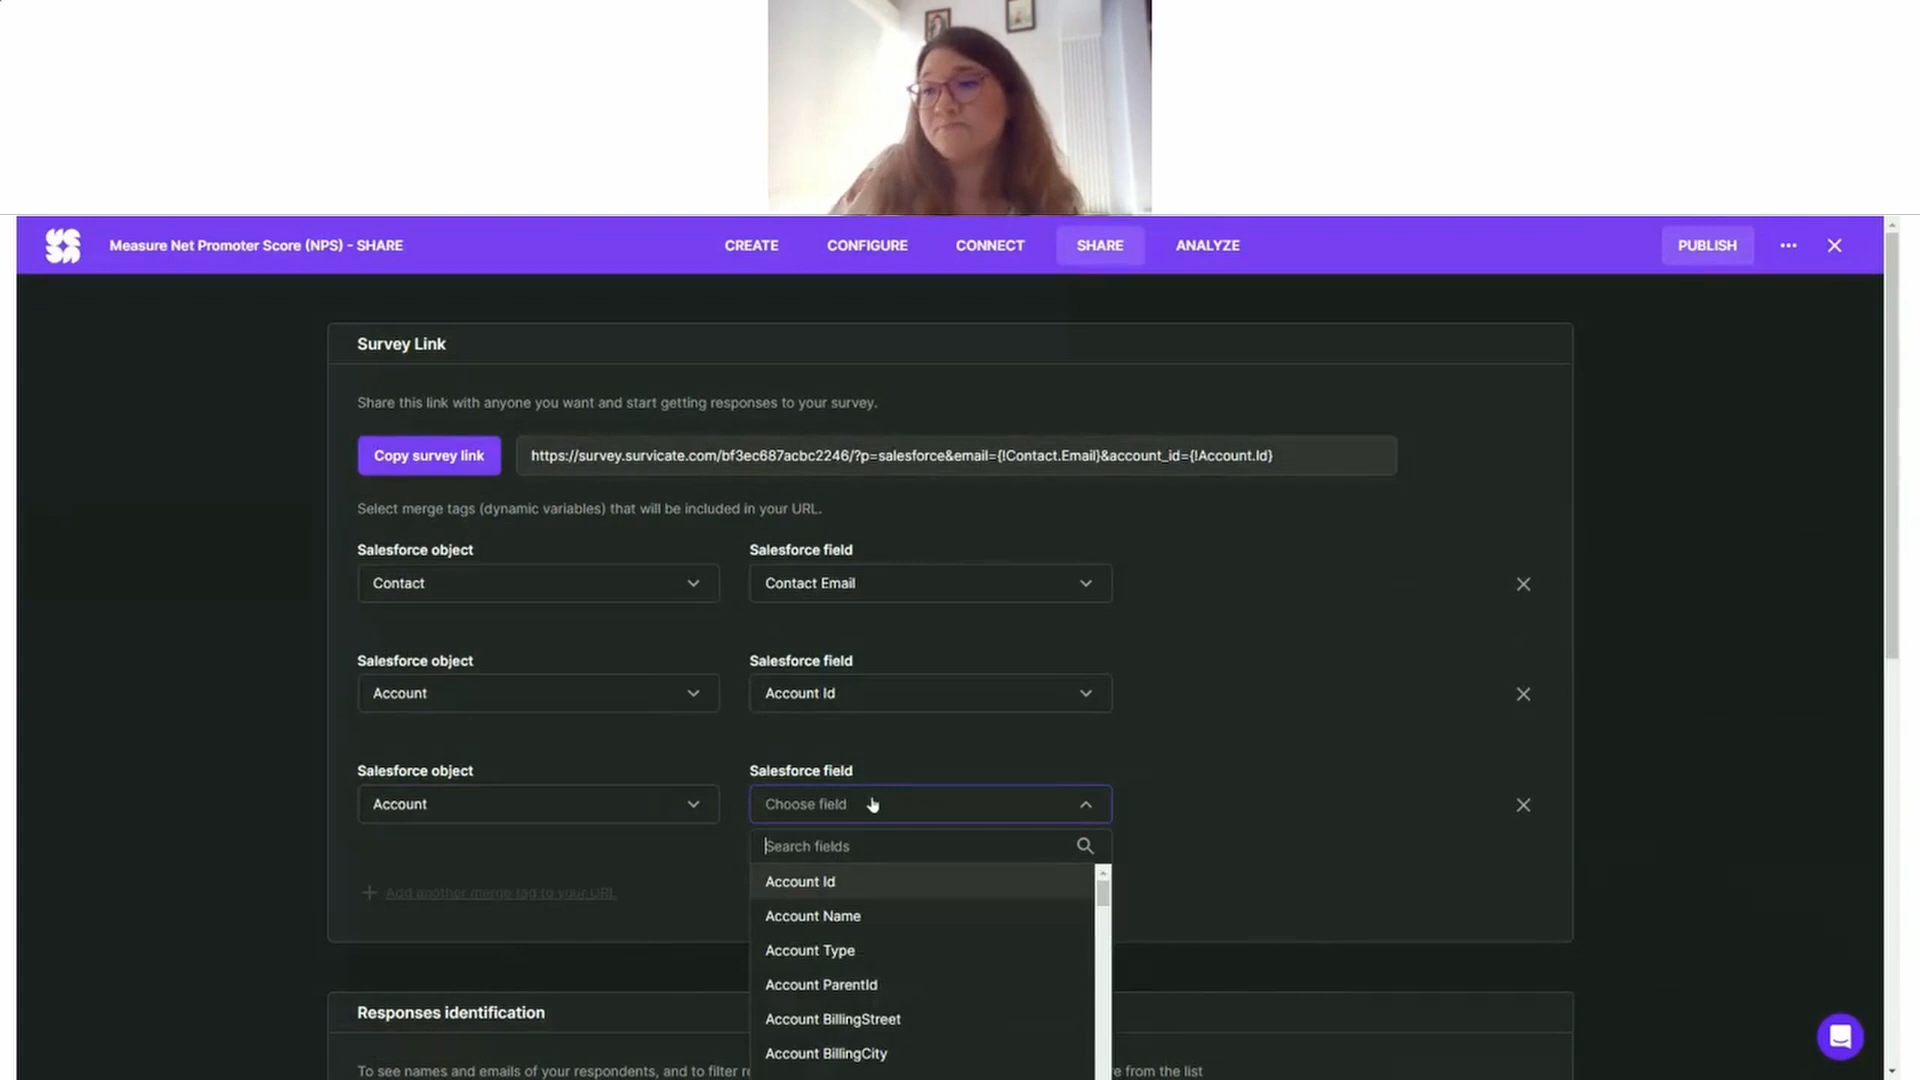 Measure Net Promoter Score (NPS) - SHARE
CREATE
CONFIGURE
CONNECT
SHARE
ANALYZE
PUBLISH
Survey Link
Share this link with anyone you want and start getting responses to your survey.
Copy survey link
https://survey.survicate.com/bf3ec687acbc2246/?p=salesforce&email={!Contact.Email}&account_id={!Account.Id}
Select merge tags (dynamic variables) that will be included in your URL.
Salesforce object
Salesforce field
Contact
Contact Email
Salesforce object
Salesforce field
Account
Account Id
Salesforce object
Salesforce field
Account
Choose field
Search fields
Account Id
Add another merge tag to your URL
Account Name
Account Type
Account ParentId
Account BillingStreet
Account BillingCity
Responses identification
To see names and emails of your respondents, and to filter re
e from the list